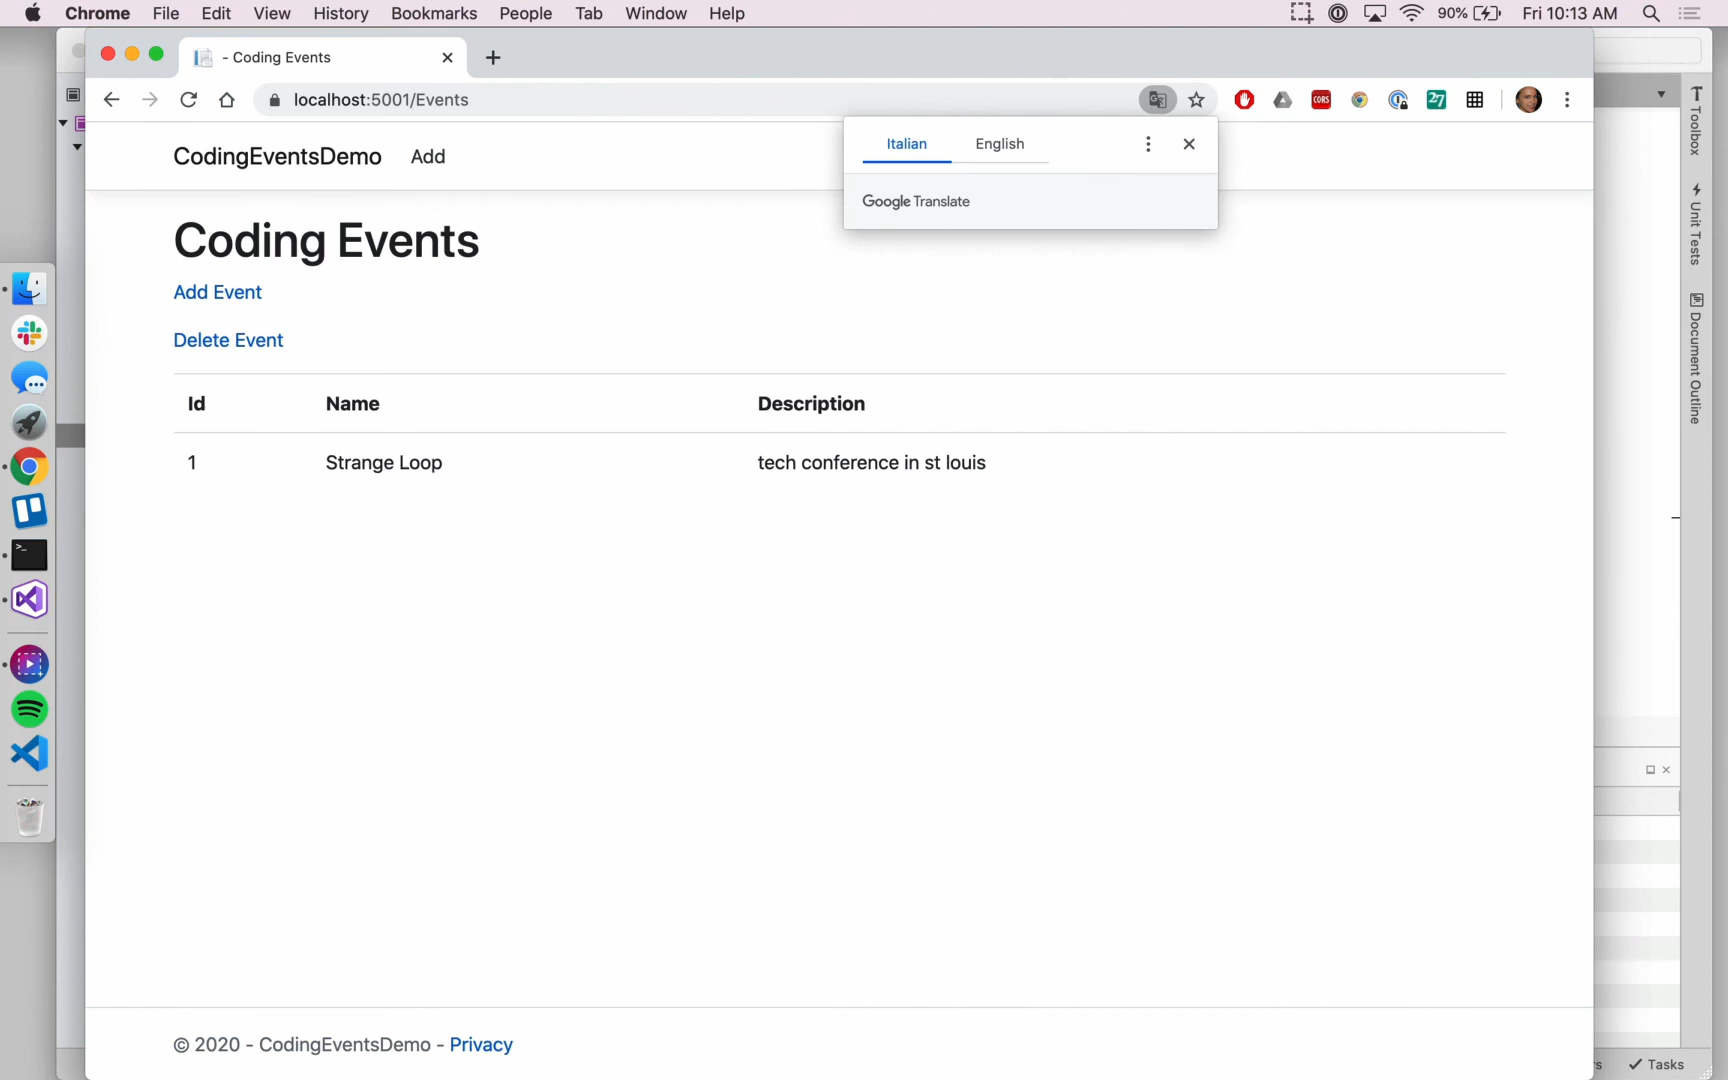 Chrome File Edit View History Bookmarks People Tab Window Help
90% Fri 10:13 AM
- Coding Events
localhost:5001/Events
CORS
27
Italian English
Google Translate
CodingEventsDemo Add
Coding Events
Add Event
Delete Event
Id Name Description
1 Strange Loop tech conference in st louis
© 2020 - CodingEventsDemo - Privacy
Toolbox
Unit Tests
Document Outline
Tasks